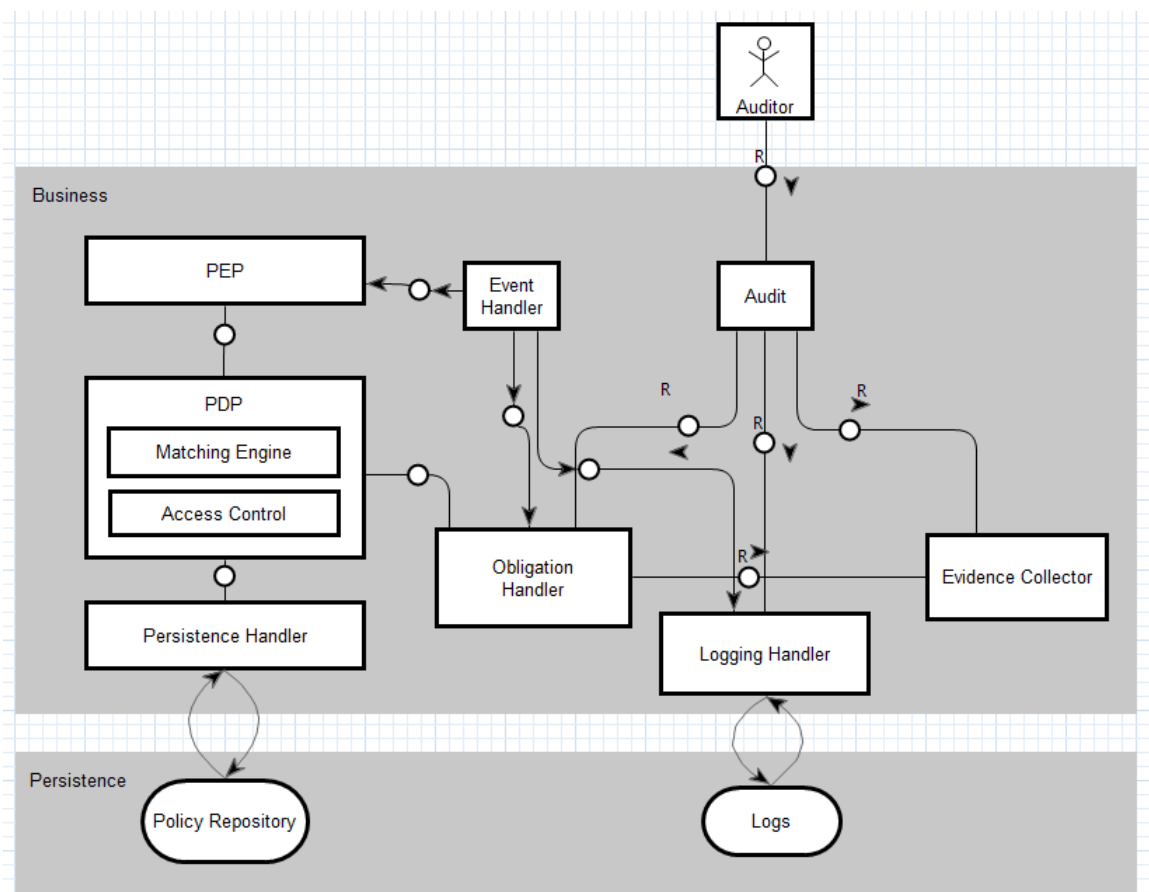 Auditor
R
Business
PEP
Event
Handler
Audit
PDP
R
R
Matching Engine
R
Access Control
R
Obligation
Handler
Evidence Collector
Persistence Handler
Logging Handler
Persistence
Policy Repository
Logs